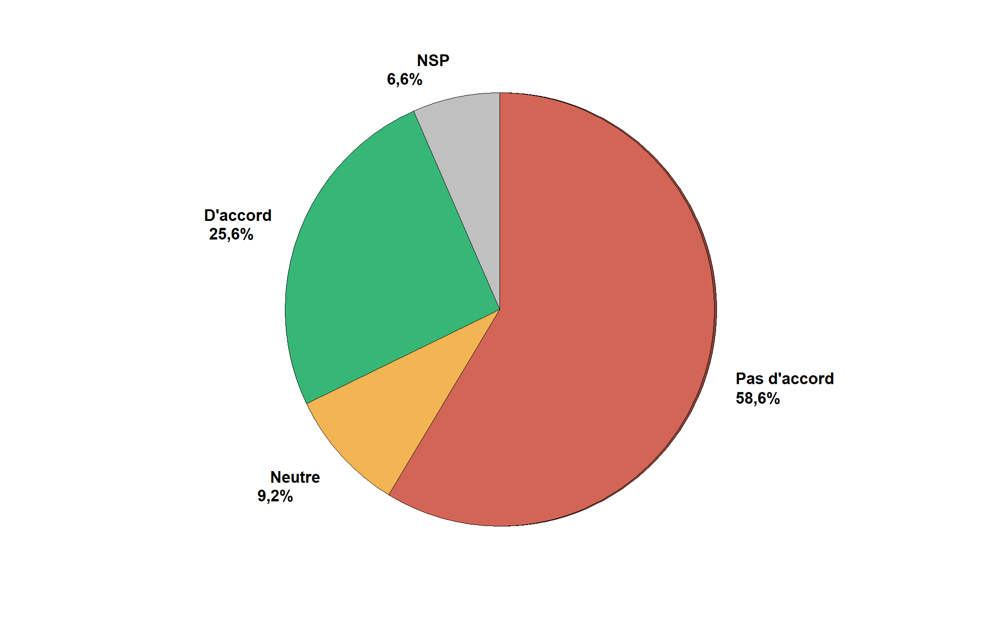 NSP
6,6%
D'accord
25,6%
Pas d'accord
58,6%
Neutre
9,2%